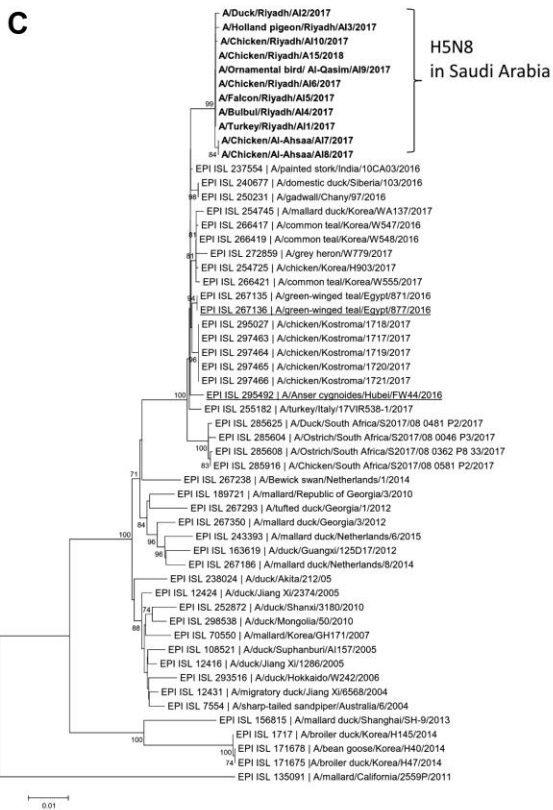 C
A/Duck/Riyadh/AI2/2017
A/Holland pigeon/Riyadh/AI3/2017
A/Chicken/Riyadh/AI10/2017
A/Chicken/Riyadh/A15/2018
A/Ornamental bird/ Al-Qasim/AI9/2017
A/Chicken/Riyadh/AI6/2017
A/Falcon/Riyadh/AI5/2017
A/Bulbul/Riyadh/AI4/2017
A/Turkey/Riyadh/AI1/2017
A/Chicken/Al-Ahsaa/AI7/2017
A/Chicken/Al-Ahsaa/AI8/2017
H5N8
in Saudi Arabia
99
84
EPI ISL 237554 | A/painted stork/India/10CA03/2016
EPI ISL 240677 | A/domestic duck/Siberia/103/2016
EPI ISL 250231 | A/gadwall/Chany/97/2016
98
EPI ISL 254745 | A/mallard duck/Korea/WA137/2017
EPI ISL 266417 | A/common teal/Korea/W547/2016
81
EPI ISL 266419 | A/common teal/Korea/W548/2016
EPI ISL 272859 | A/grey heron/W779/2017
81
EPI ISL 254725 | A/chicken/Korea/H903/2017
EPI ISL 266421 | A/common teal/Korea/W555/2017
EPI ISL 267135 | A/green-winged teal/Egypt/871/2016
94
EPI ISL 267136 | A/green-winged teal/Egypt/877/2016
EPI ISL 295027 | A/chicken/Kostroma/1718/2017
EPI ISL 297463 | A/chicken/Kostroma/1717/2017
EPI ISL 297464 | A/chicken/Kostroma/1719/2017
96
EPI ISL 297465 | A/chicken/Kostroma/1720/2017
EPI ISL 297466 | A/chicken/Kostroma/1721/2017
100
EPI ISL 295492 | A/Anser cygnoides/Hubei/FW44/2016
EPI ISL 255182 | A/turkey/Italy/17VIR538-1/2017
EPI ISL 285625 | A/Duck/South Africa/S2017/08 0481 P2/2017
EPI ISL 285604 | A/Ostrich/South Africa/S2017/08 0046 P3/2017
100
EPI ISL 285608 | A/Ostrich/South Africa/S2017/08 0362 P8 33/2017
83
EPI ISL 285916 | A/Chicken/South Africa/S2017/08 0581 P2/2017
71
EPI ISL 267238 | A/Bewick swan/Netherlands/1/2014
EPI ISL 189721 | A/mallard/Republic of Georgia/3/2010
EPI ISL 267293 | A/tufted duck/Georgia/1/2012
84
EPI ISL 267350 | A/mallard duck/Georgia/3/2012
100
EPI ISL 243393 | A/mallard duck/Netherlands/6/2015
96
EPI ISL 163619 | A/duck/Guangxi/125D17/2012
96
EPI ISL 267186 | A/mallard duck/Netherlands/8/2014
EPI ISL 238024 | A/duck/Akita/212/05
EPI ISL 12424 | A/duck/Jiang Xi/2374/2005
74
EPI ISL 252872 | A/duck/Shanxi/3180/2010
EPI ISL 298538 | A/duck/Mongolia/50/2010
88
EPI ISL 70550 | A/mallard/Korea/GH171/2007
EPI ISL 108521 | A/duck/Suphanburi/AI157/2005
EPI ISL 12416 | A/duck/Jiang Xi/1286/2005
EPI ISL 293516 | A/duck/Hokkaido/W242/2006
EPI ISL 12431 | A/migratory duck/Jiang Xi/6568/2004
EPI ISL 7554 | A/sharp-tailed sandpiper/Australia/6/2004
EPI ISL 156815 | A/mallard duck/Shanghai/SH-9/2013
100
EPI ISL 1717 | A/broiler duck/Korea/H145/2014
100
EPI ISL 171678 | A/bean goose/Korea/H40/2014
74
EPI ISL 171675 |A/broiler duck/Korea/H47/2014
EPI ISL 135091 | A/mallard/California/2559P/2011
0.01